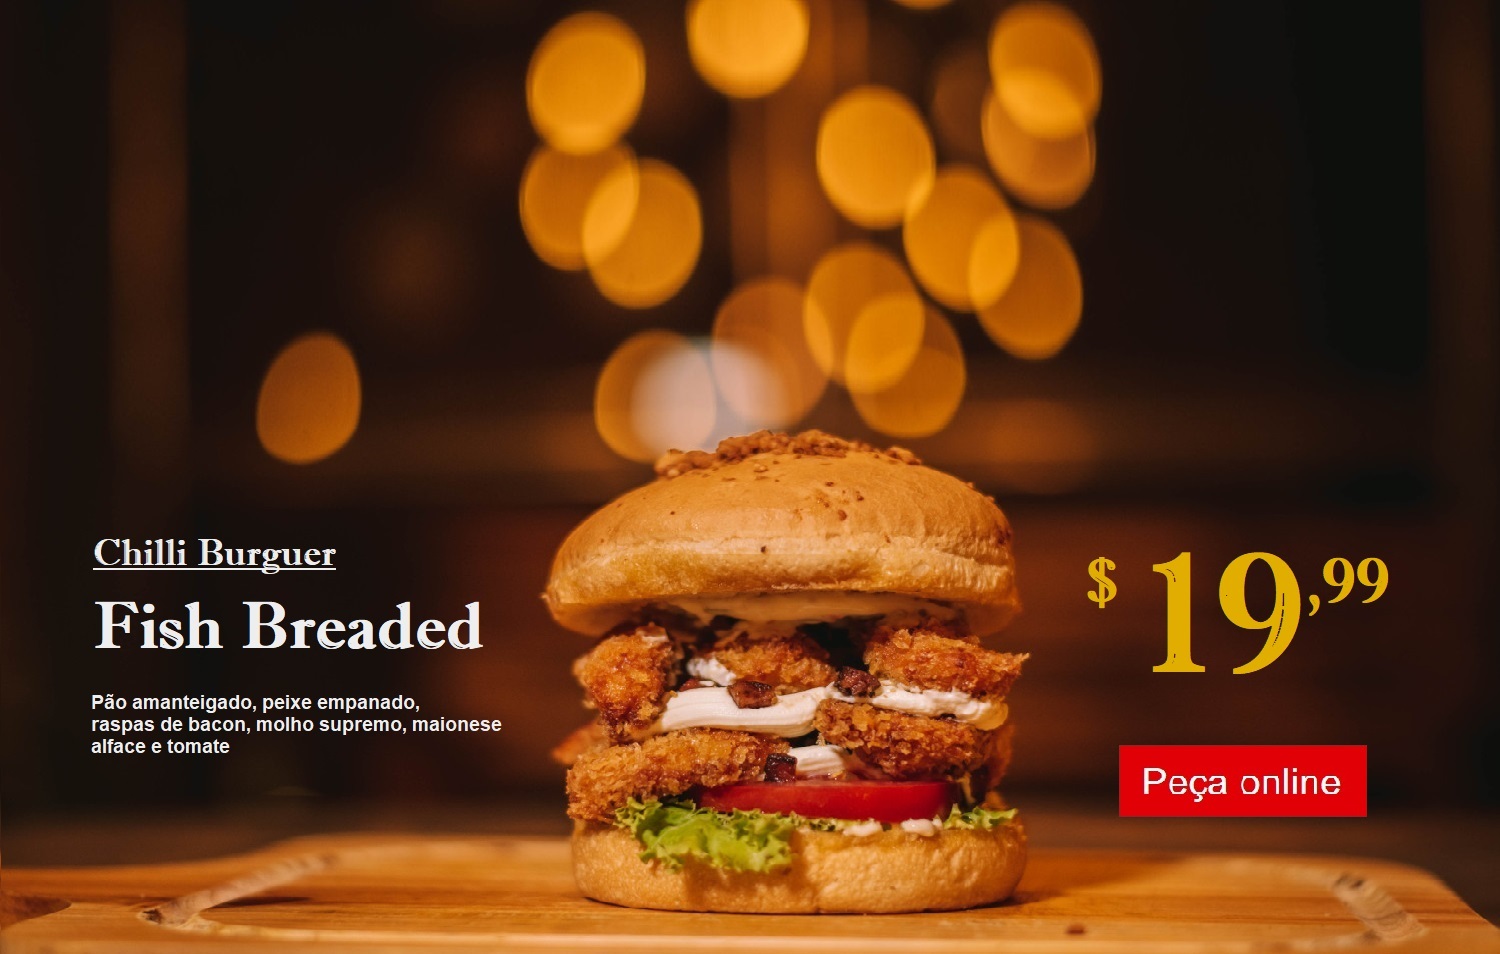 Chilli Burguer
Fish Breaded
Pão amanteigado, peixe empanado,
raspas de bacon, molho supremo, maionese
alface e tomate
$ 19,99
Peça online